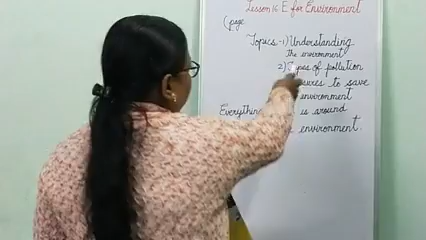 Lesson 16 E for Environment
(page
Topics:-1) Understanding
the environment
2) Types of pollution
to save
environment
Everything is around
environment.